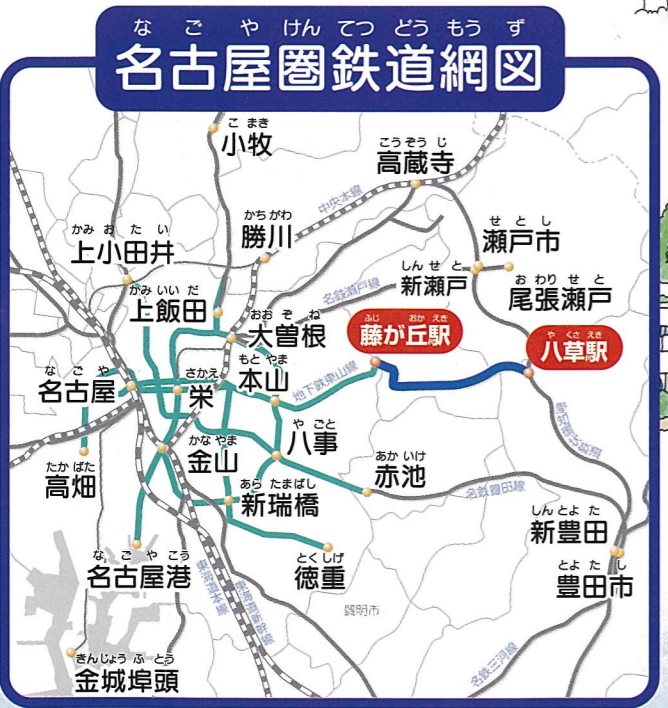 な ご や けん てつ どう もう ず
名古屋圏鉄道網図
こ まき
小牧
こう ぞう じ
高蔵寺
中央本線
かち がわ
勝川
せ と し
瀬戸市
かみ お た い
上小田井
しん せ と
新瀬戸
お わり せ と
尾張瀬戸
かみ いい だ
上飯田
名鉄瀬戸線
おお ぞ ね
大曽根
ふじ おか えき
藤が丘駅
や くさ えき
八草駅
もと やま
本山
地下鉄東山線
な ご や
名古屋
さかえ
栄
や ごと
八事
かな やま
金山
あか いけ
赤池
たか ばた
高畑
あら たまばし
新瑞橋
名鉄豊田線
しん とよ た
新豊田
な ご や こう
名古屋港
とく しげ
徳重
とよ た し
豊田市
名鉄三河線
きんじょう ふ とう
金城埠頭